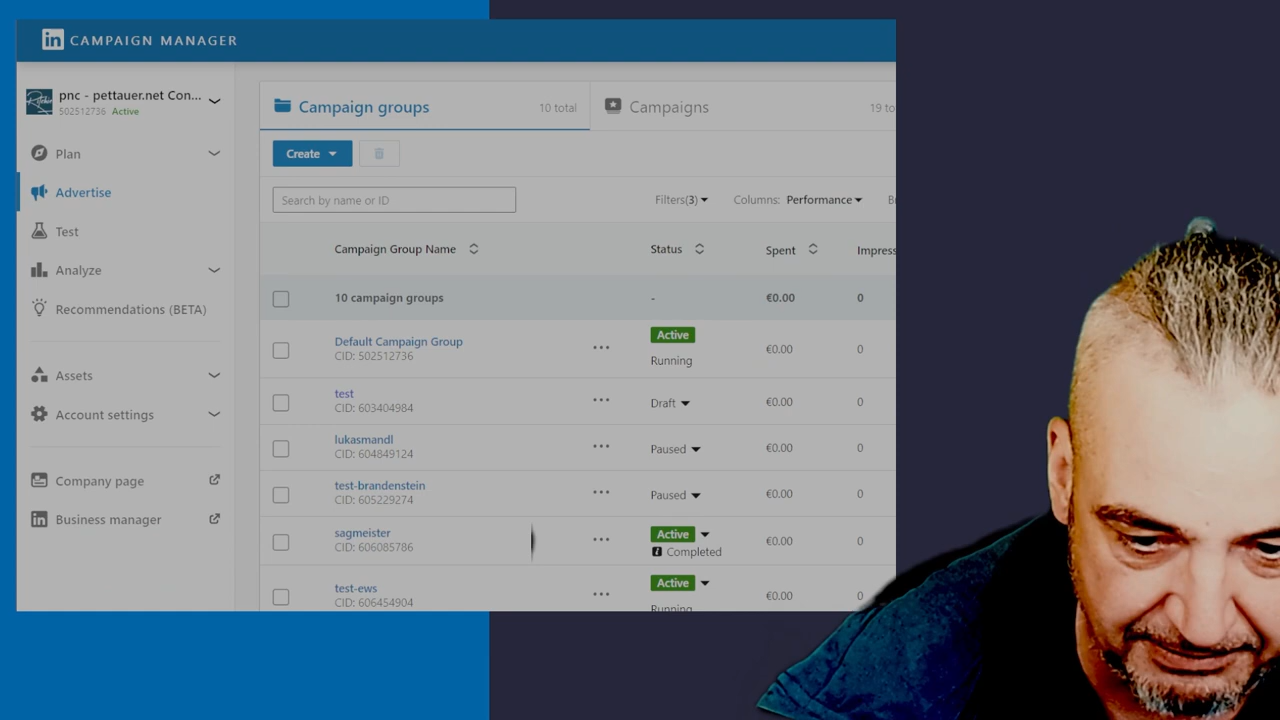 in CAMPAIGN MANAGER
pnc - pettauer.net Con...
502512736 Active
Plan
Advertise
Test
Analyze
Recommendations (BETA)
Assets
Account settings
Company page
Business manager
Campaign groups 10 total
Campaigns 19 to
Create
Search by name or ID
Filters(3) Columns: Performance
Campaign Group Name Status Spent Impress
10 campaign groups - €0.00 0
Default Campaign Group
CID: 502512736
Active
Running
€0.00 0
test
CID: 603404984
Draft €0.00 0
lukasmandl
CID: 604849124
Paused €0.00 0
test-brandenstein
CID: 605229274
Paused €0.00 0
sagmeister
CID: 606085786
Active
Completed
€0.00 0
test-ews
CID: 606454904
Active
Running
€0.00 0